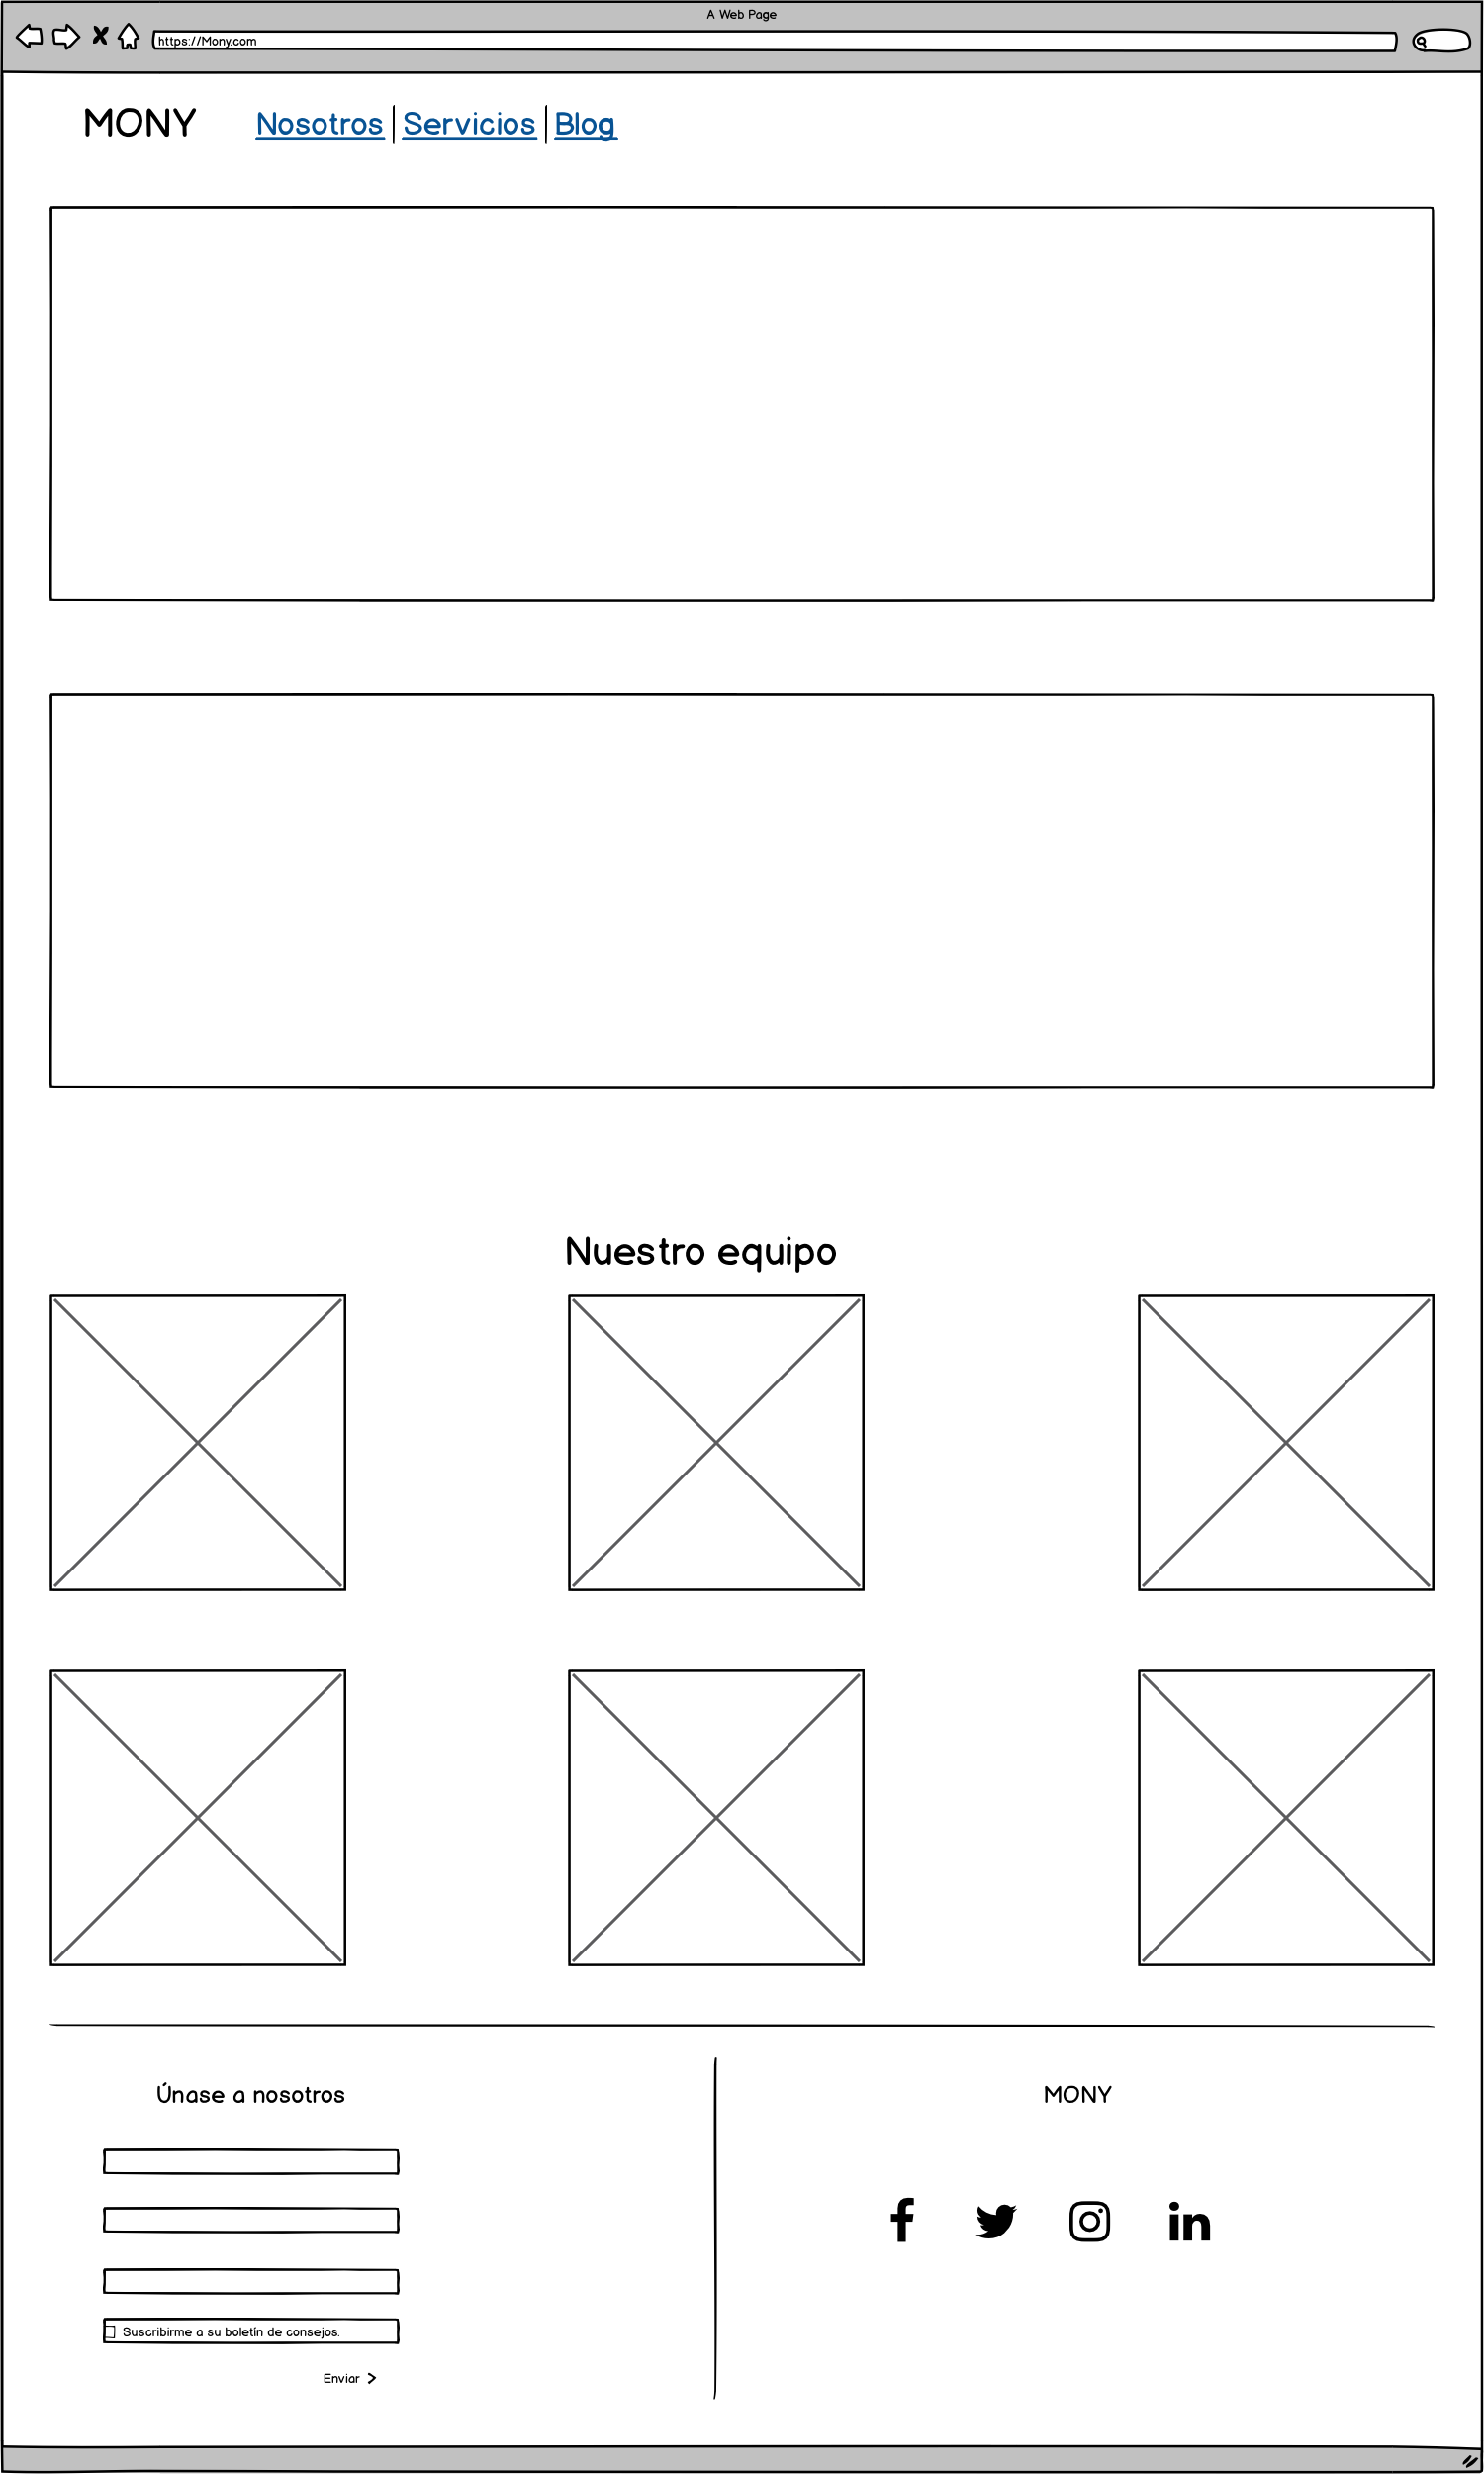 A Web Page
https://Mony.com
MONY Nosotros Servicios Blog
Nuestro equipo
Únase a nosotros
MONY
Suscribirme a su boletín de consejos.
Enviar